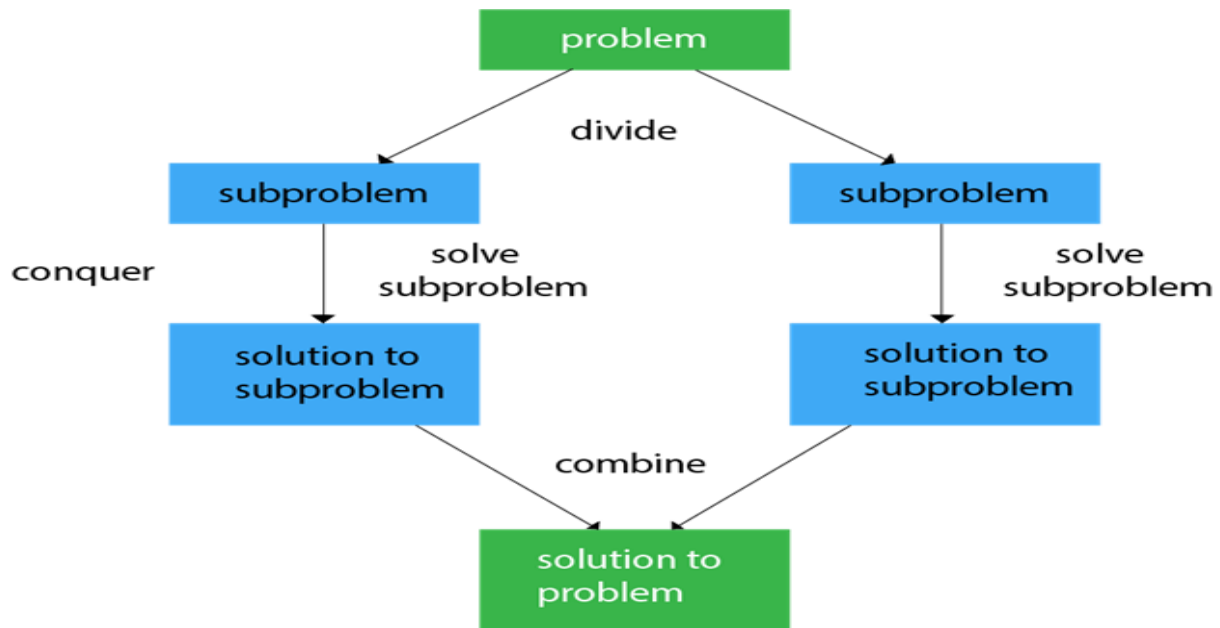 problem
divide
subproblem
subproblem
conquer
solve
subproblem
solve
subproblem
solution to
subproblem
solution to
subproblem
combine
solution to
problem